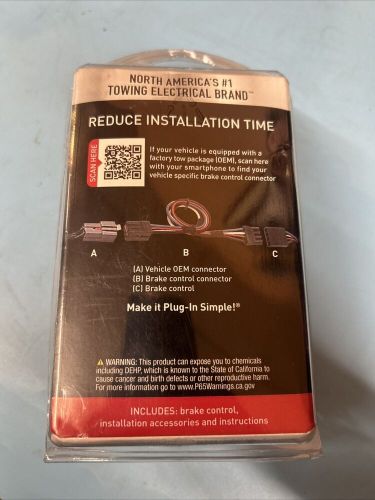 NORTH AMERICA'S #1
TOWING ELECTRICAL BRAND™
REDUCE INSTALLATION TIME
SCAN HERE
If your vehicle is equipped with a
factory tow package (OEM), scan here
with your smartphone to find your
vehicle specific brake control connector
A B C
(A) Vehicle OEM connector
(B) Brake control connector
(C) Brake control
Make it Plug-In Simple!®
⚠ WARNING: This product can expose you to chemicals
including DEHP, which is known to the State of California to
cause cancer and birth defects or other reproductive harm.
For more information go to www.P65Warnings.ca.gov
INCLUDES: brake control,
installation accessories and instructions